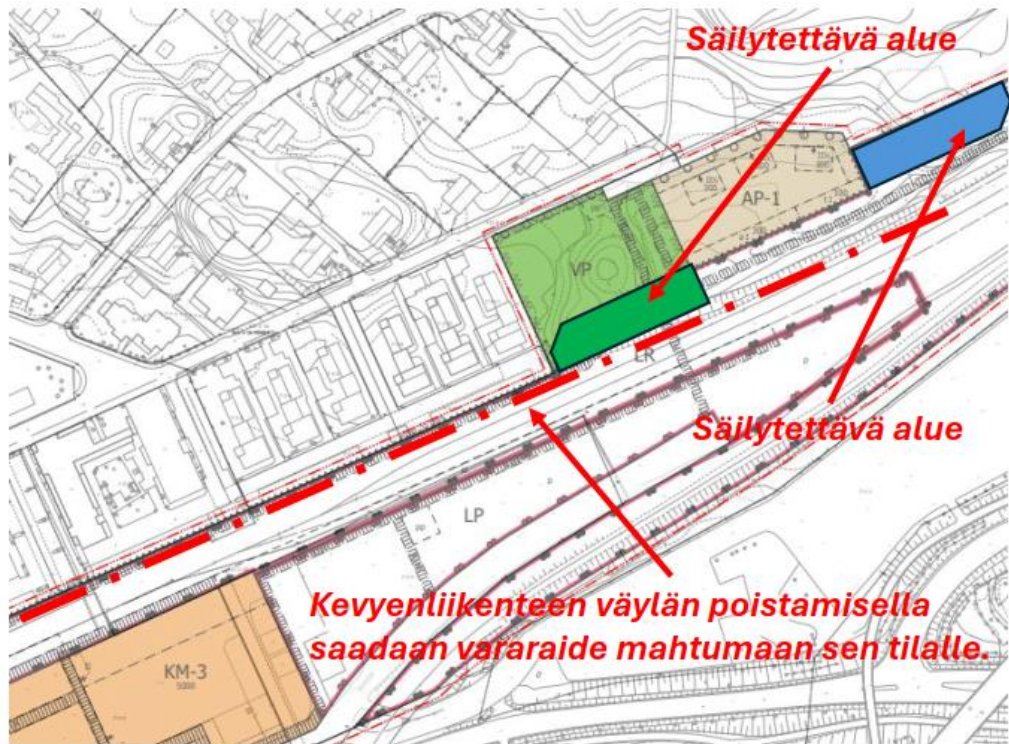 Säilytettävä alue
AP-1
VP
LR
Säilytettävä alue
LP
Kevyenliikenteen väylän poistamisella
saadaan vararaide mahtumaan sen tilalle.
KM-3
5000